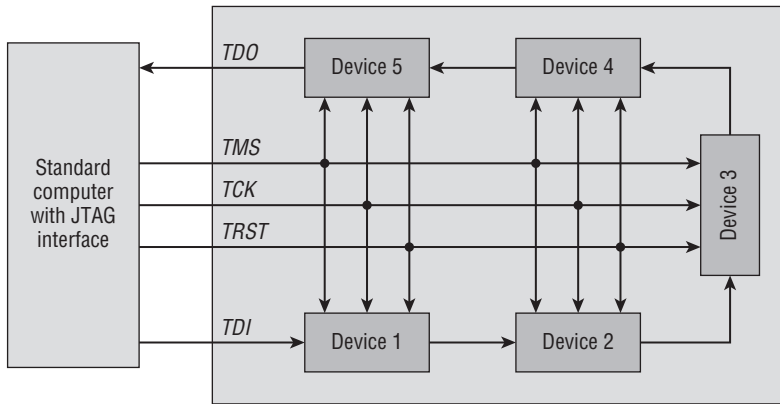 TDO
Device 5
Device 4
Standard
computer
with JTAG
interface
TMS
TCK
TRST
Device 3
TDI
Device 1
Device 2